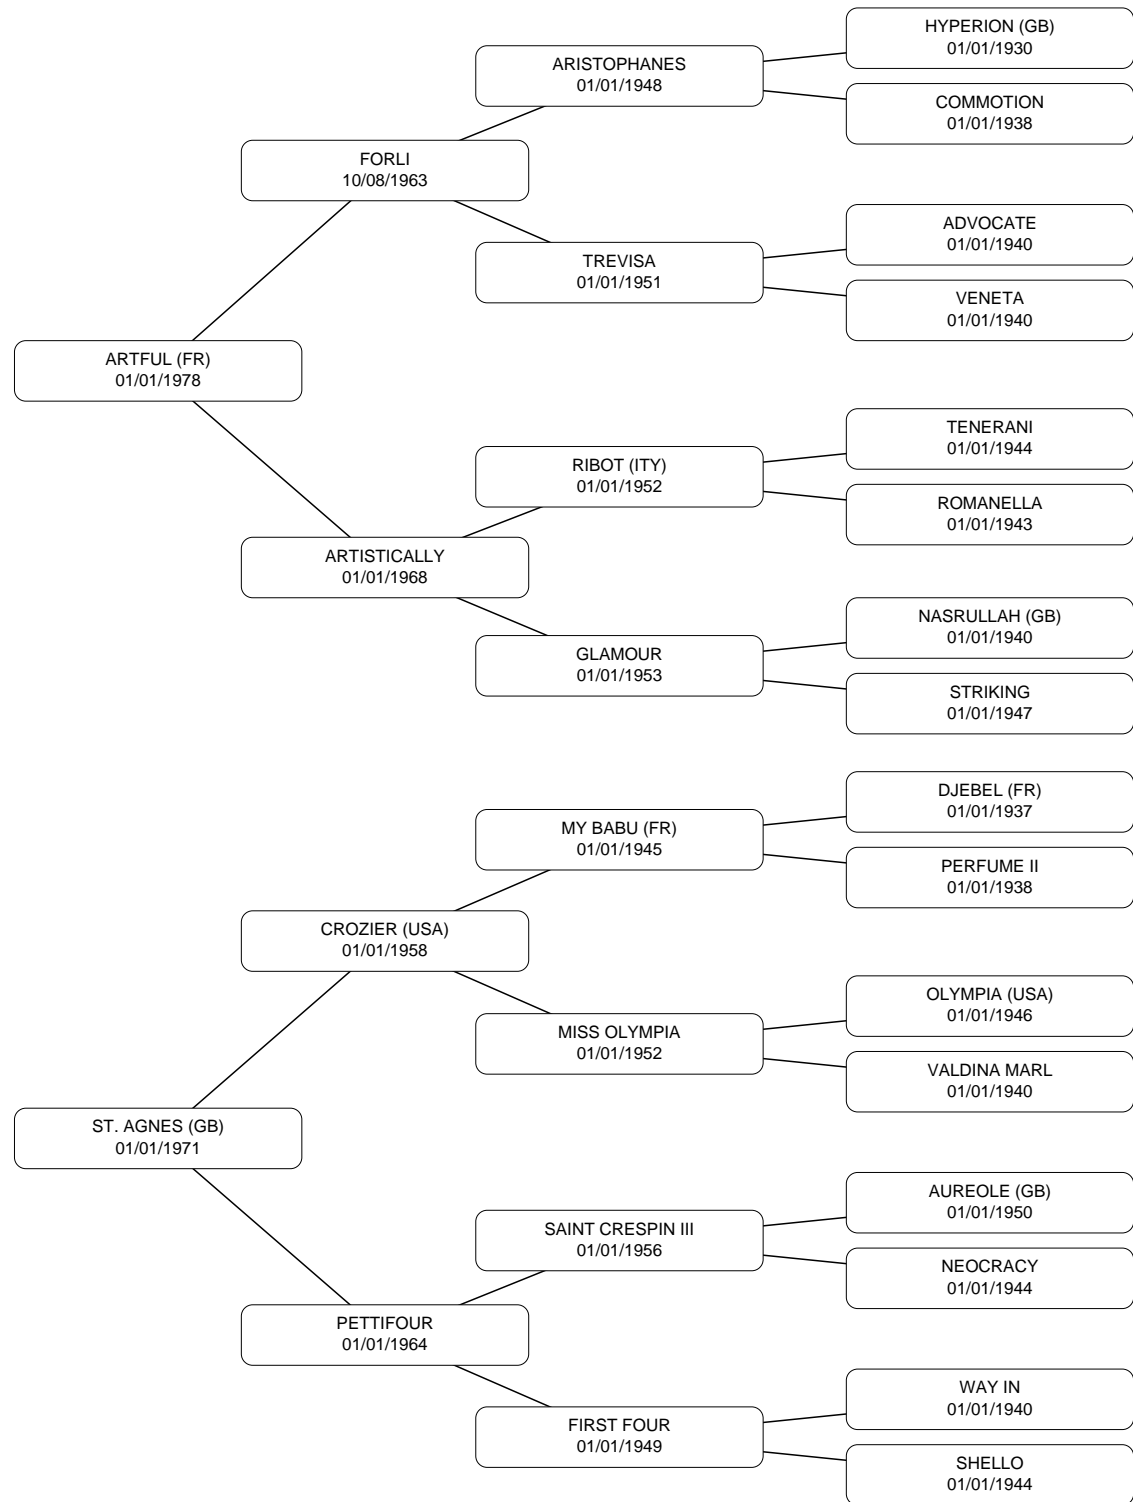 HYPERION (GB)
01/01/1930
ARISTOPHANES
01/01/1948
COMMOTION
01/01/1938
FORLI
10/08/1963
ADVOCATE
01/01/1940
TREVISA
01/01/1951
VENETA
01/01/1940
ARTFUL (FR)
01/01/1978
TENERANI
01/01/1944
RIBOT (ITY)
01/01/1952
ROMANELLA
01/01/1943
ARTISTICALLY
01/01/1968
NASRULLAH (GB)
01/01/1940
GLAMOUR
01/01/1953
STRIKING
01/01/1947
DJEBEL (FR)
01/01/1937
MY BABU (FR)
01/01/1945
PERFUME II
01/01/1938
CROZIER (USA)
01/01/1958
OLYMPIA (USA)
01/01/1946
MISS OLYMPIA
01/01/1952
VALDINA MARL
01/01/1940
ST. AGNES (GB)
01/01/1971
AUREOLE (GB)
01/01/1950
SAINT CRESPIN III
01/01/1956
NEOCRACY
01/01/1944
PETTIFOUR
01/01/1964
WAY IN
01/01/1940
FIRST FOUR
01/01/1949
SHELLO
01/01/1944